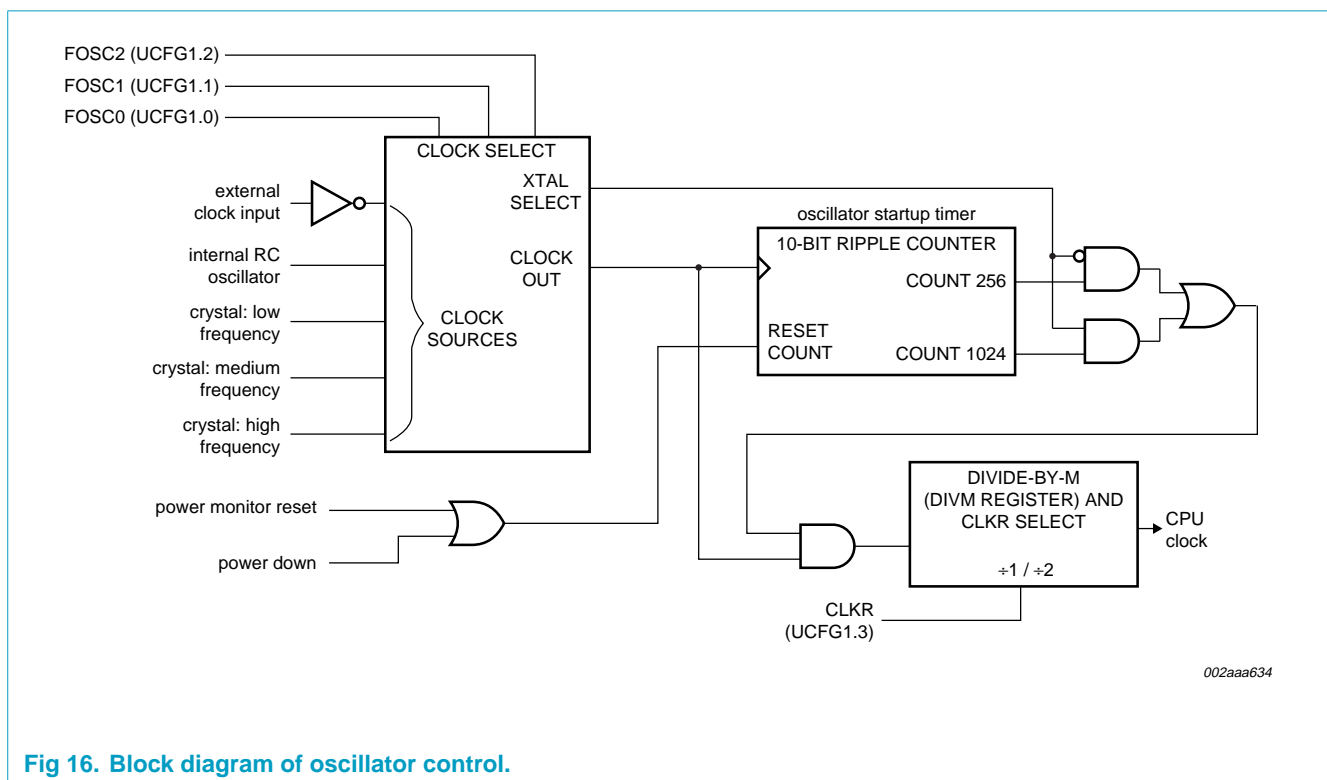 FOSC2 (UCFG1.2)
FOSC1 (UCFG1.1)
FOSC0 (UCFG1.0)
CLOCK SELECT
external
clock input
XTAL
SELECT
internal RC
oscillator
CLOCK
OUT
crystal: low
frequency
CLOCK
SOURCES
crystal: medium
frequency
crystal: high
frequency
oscillator startup timer
10-BIT RIPPLE COUNTER
COUNT 256
RESET
COUNT
COUNT 1024
power monitor reset
power down
DIVIDE-BY-M
(DIVM REGISTER) AND
CLKR SELECT
÷1 / ÷2
CPU
clock
CLKR
(UCFG1.3)
002aaa634
Fig 16. Block diagram of oscillator control.